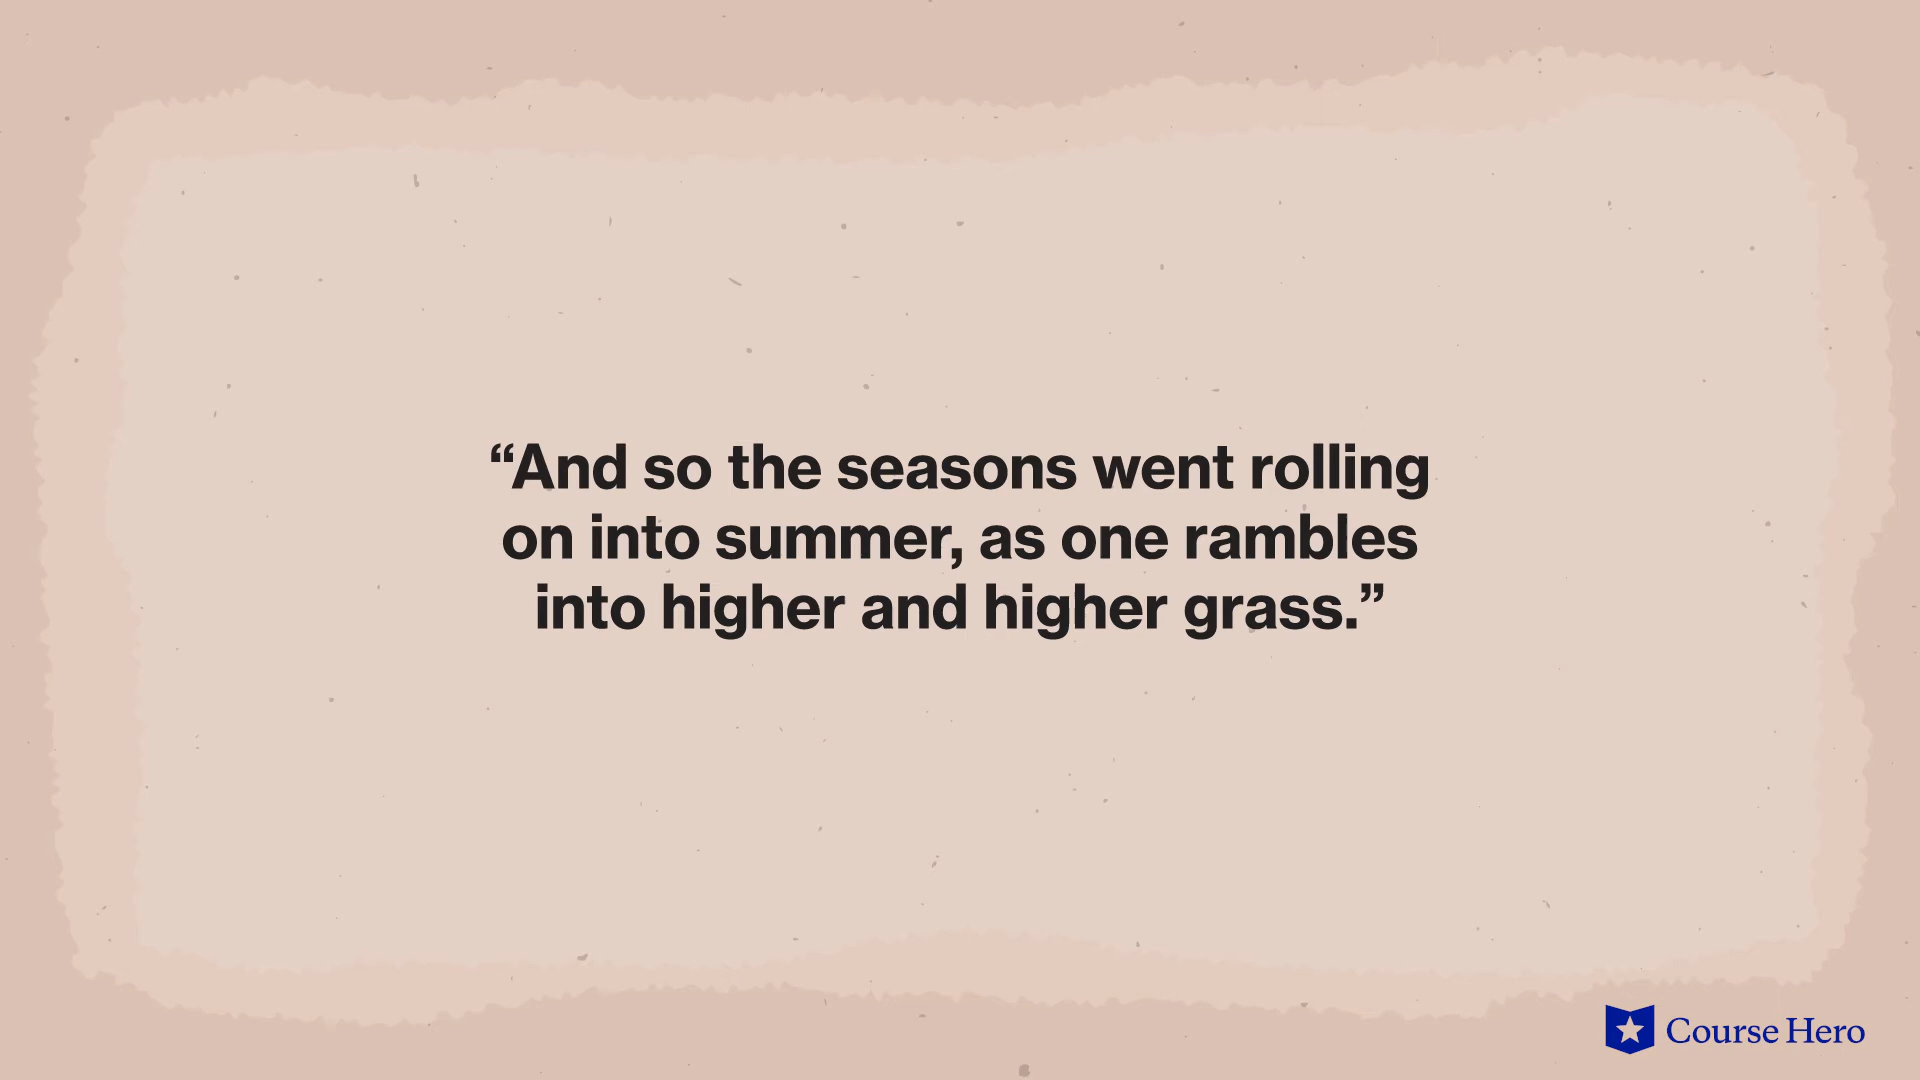 “And so the seasons went rolling
on into summer, as one rambles
into higher and higher grass.”
Course Hero